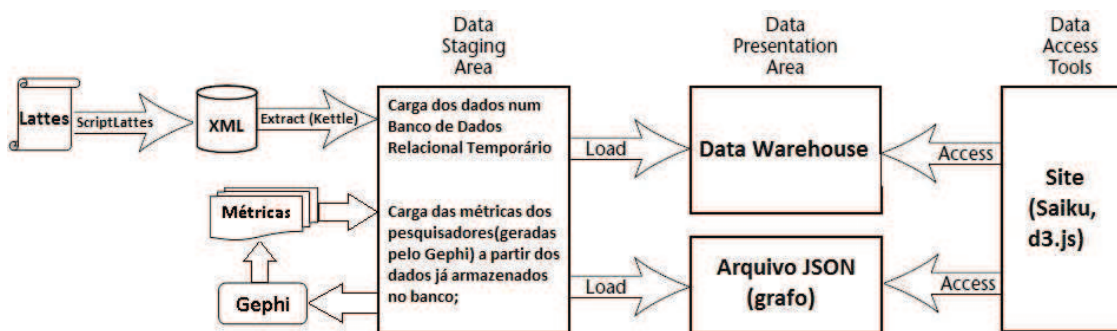 Data
Staging
Area
Data
Presentation
Area
Data
Access
Tools
Lattes
ScriptLattes
XML
Extract (Kettle)
Carga dos dados num
Banco de Dados
Relacional Temporário
Load
Data Warehouse
Access
Site
(Saiku,
d3.js)
Métricas
Carga das métricas dos
pesquisadores(geradas
pelo Gephi) a partir dos
dados já armazenados
no banco;
Gephi
Load
Arquivo JSON
(grafo)
Access